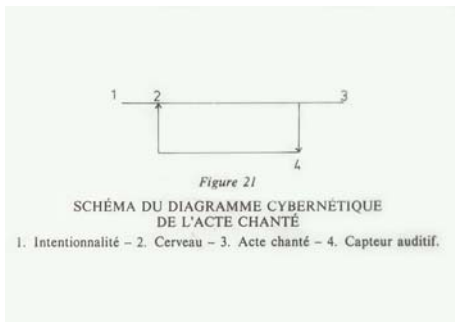 1 2 3
4
Figure 21
SCHÉMA DU DIAGRAMME CYBERNÉTIQUE
DE L'ACTE CHANTÉ
1. Intentionnalité – 2. Cerveau – 3. Acte chanté – 4. Capteur auditif.